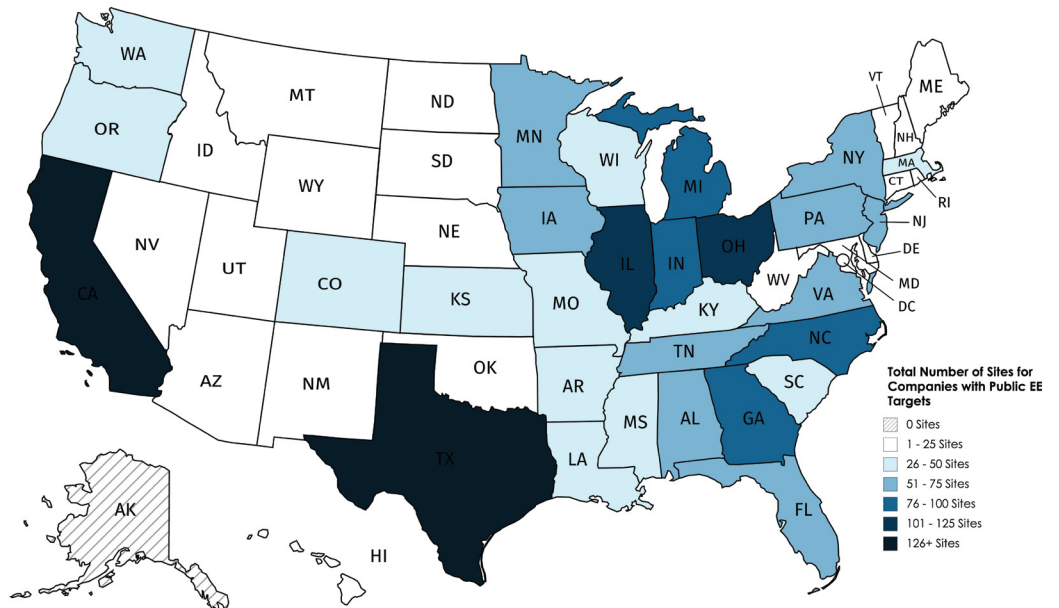 WA
OR
CA
NV
ID
MT
WY
UT
AZ
CO
NM
ND
SD
NE
KS
OK
TX
MN
IA
MO
AR
LA
WI
IL
MI
IN
OH
KY
TN
MS
AL
GA
FL
SC
NC
VA
WV
PA
NY
VT
NH
ME
MA
CT
RI
NJ
DE
MD
DC
AK
HI
Total Number of Sites for
Companies with Public EE
Targets
0 Sites
1 - 25 Sites
26 - 50 Sites
51 - 75 Sites
76 - 100 Sites
101 - 125 Sites
126+ Sites